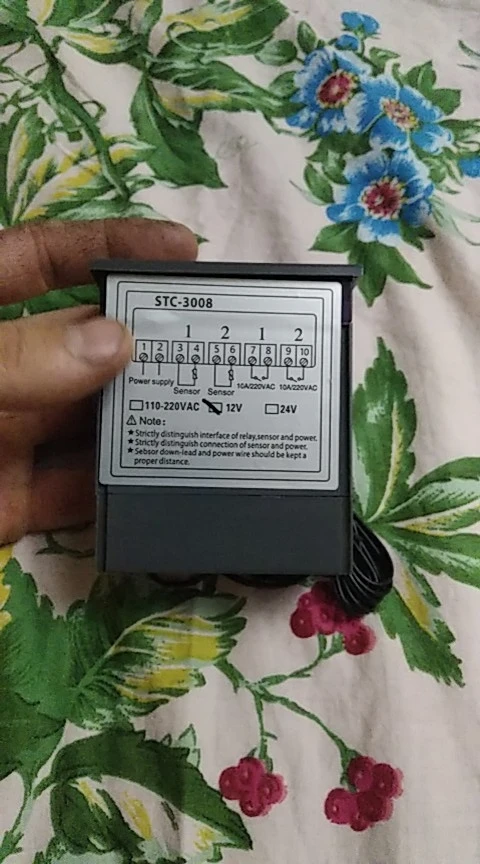 STC-3008
1 2 1 2
1 2 3 4 5 6 7 8 9 10
Power supply Sensor Sensor 10A/220VAC 10A/220VAC
110-220VAC 12V 24V
Note:
★Strictly distinguish interface of relay,sensor and power.
★Strictly distinguish connection of sensor and power.
★Sebsor down-lead and power wire should be kept a
proper distance.